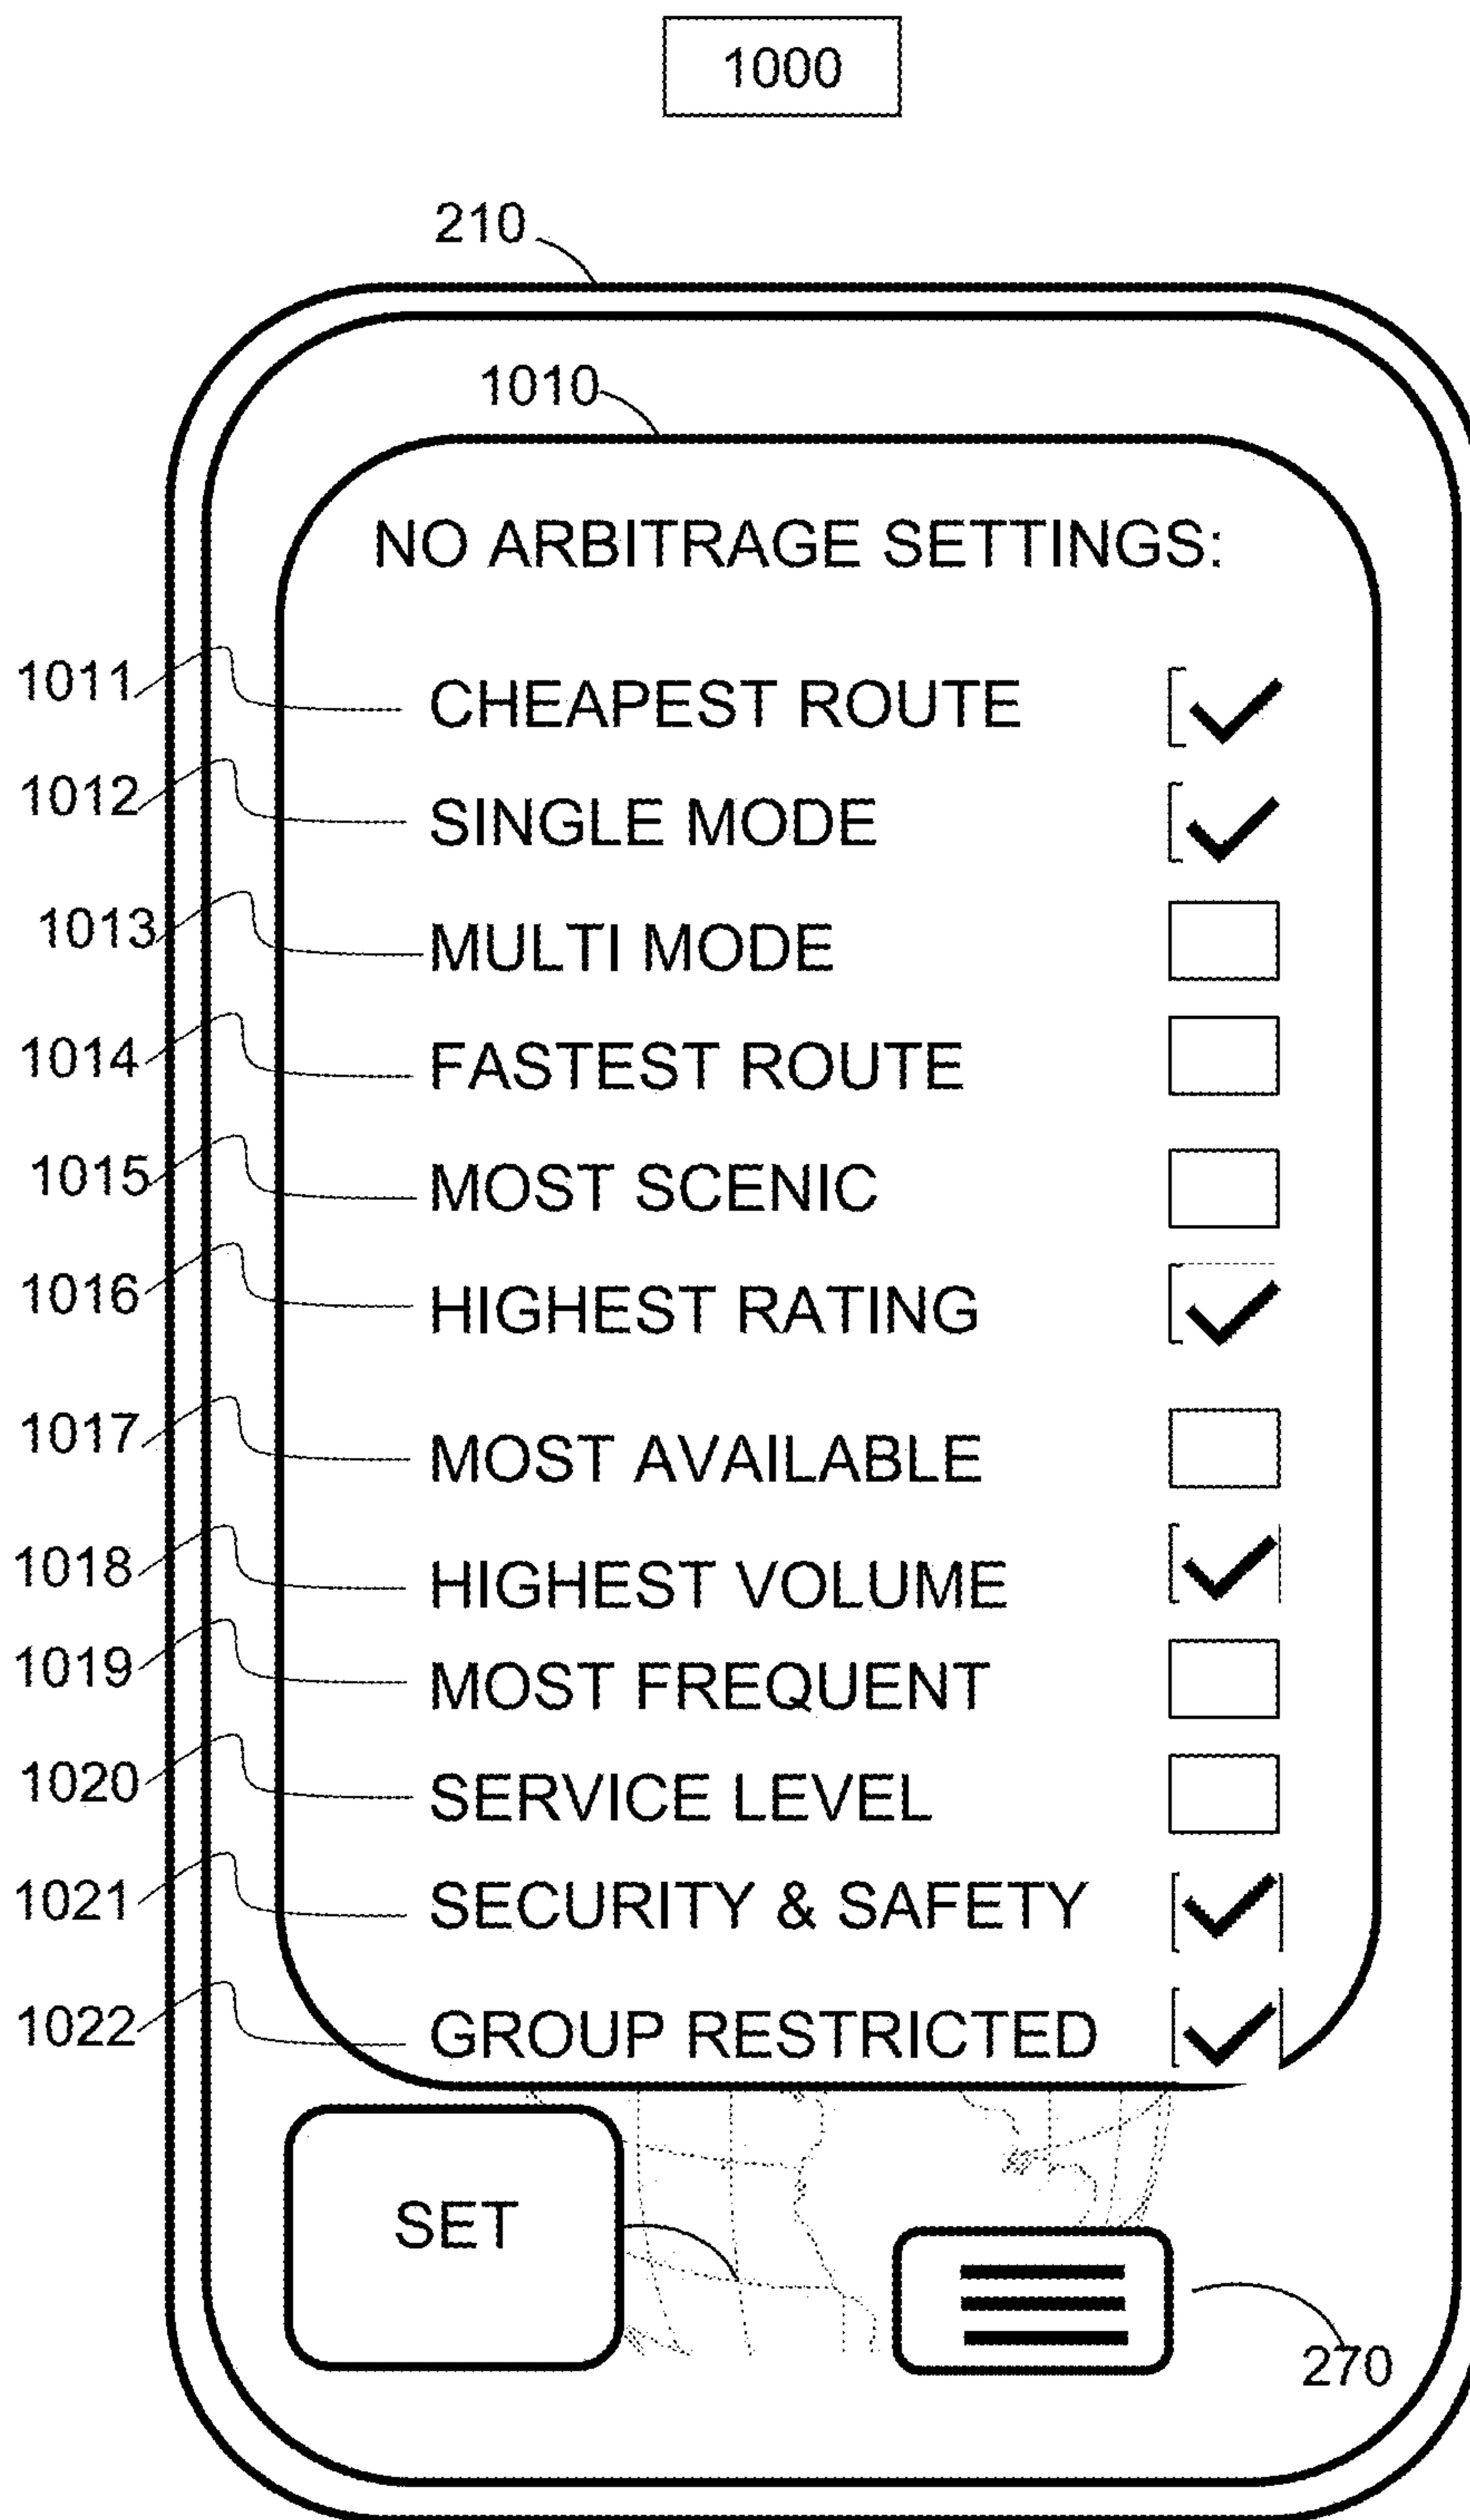 1000
210
1010
NO ARBITRAGE SETTINGS:
1011 CHEAPEST ROUTE
1012 SINGLE MODE
1013 MULTI MODE
1014 FASTEST ROUTE
1015 MOST SCENIC
1016 HIGHEST RATING
1017 MOST AVAILABLE
1018 HIGHEST VOLUME
1019 MOST FREQUENT
1020 SERVICE LEVEL
1021 SECURITY & SAFETY
1022 GROUP RESTRICTED
SET
270